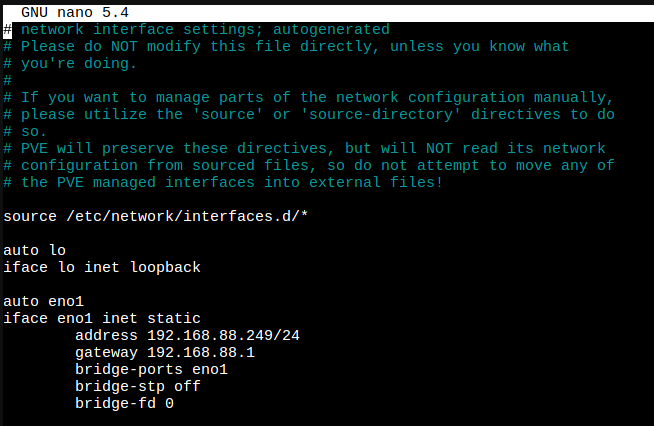 GNU nano 5.4
# network interface settings; autogenerated
# Please do NOT modify this file directly, unless you know what
# you're doing.
#
# If you want to manage parts of the network configuration manually,
# please utilize the 'source' or 'source-directory' directives to do
# so.
# PVE will preserve these directives, but will NOT read its network
# configuration from sourced files, so do not attempt to move any of
# the PVE managed interfaces into external files!

source /etc/network/interfaces.d/*

auto lo
iface lo inet loopback

auto eno1
iface eno1 inet static
        address 192.168.88.249/24
        gateway 192.168.88.1
        bridge-ports eno1
        bridge-stp off
        bridge-fd 0